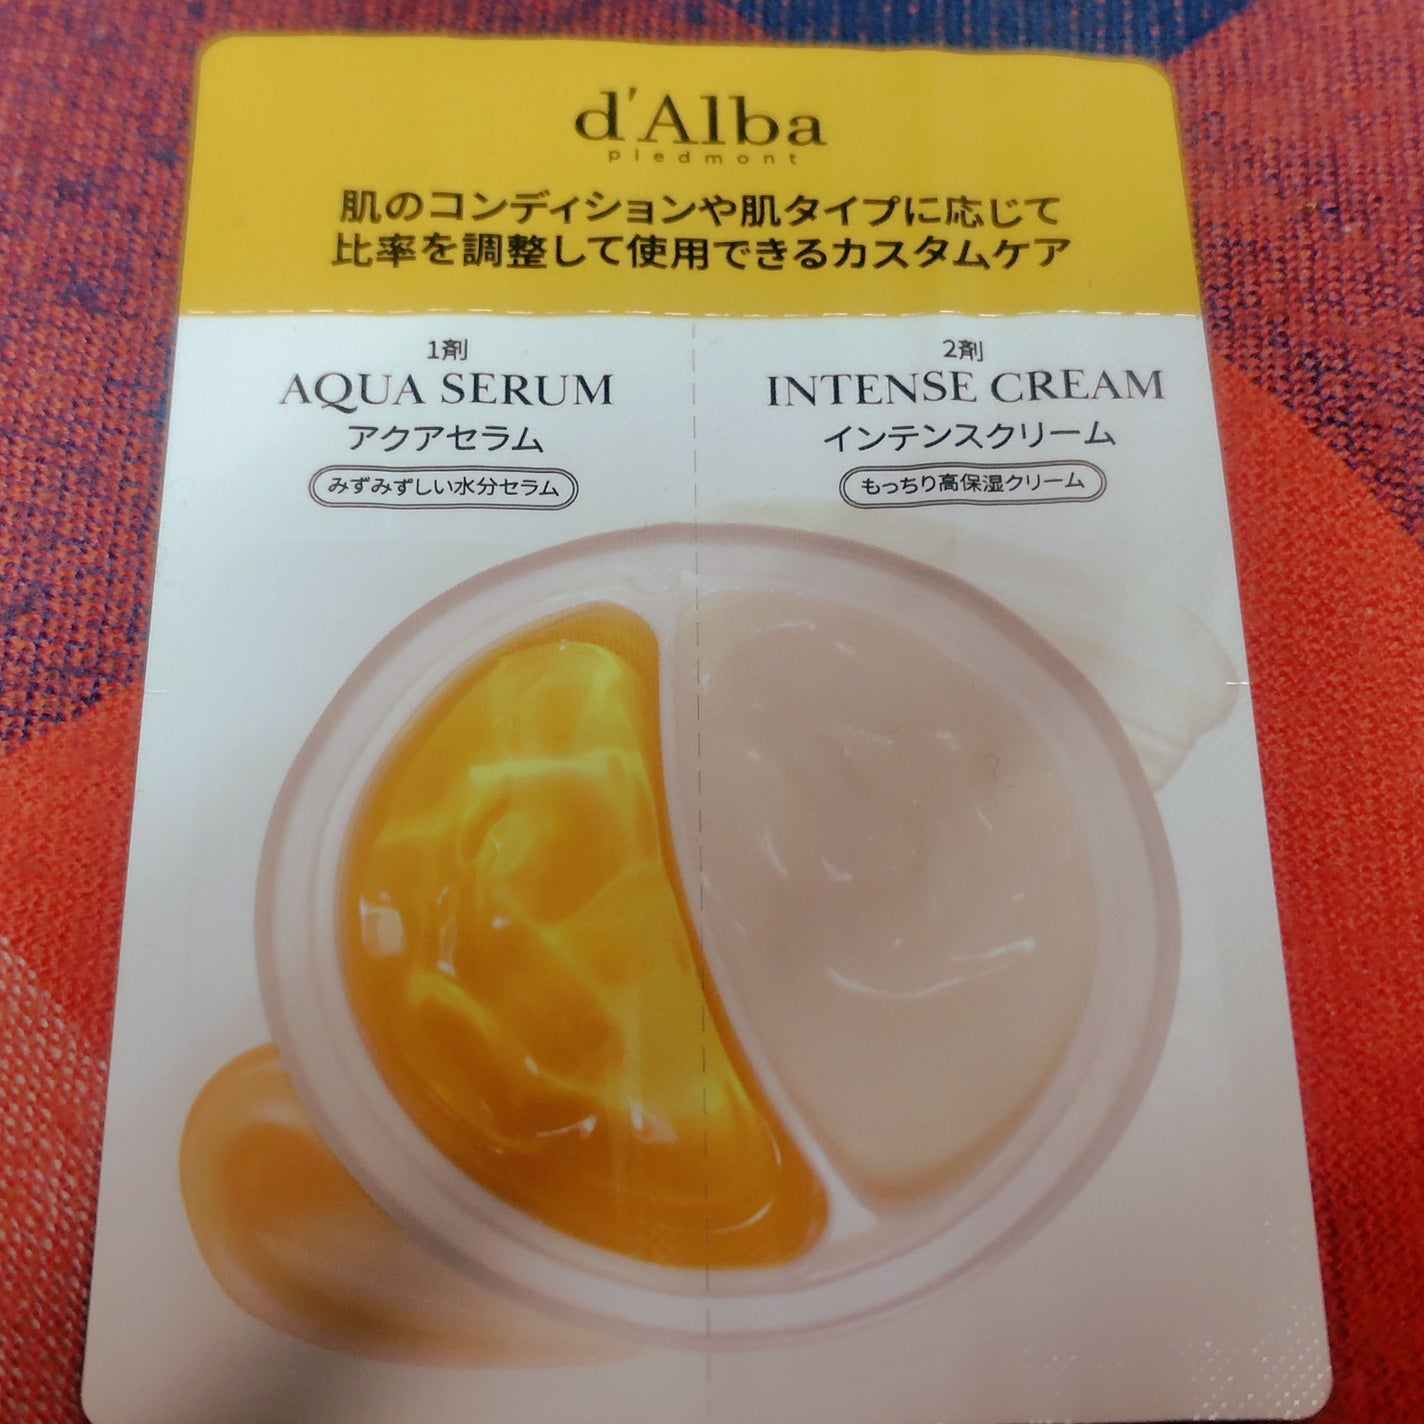 d'Alba
piedmont
肌のコンディションや肌タイプに応じて
比率を調整して使用できるカスタムケア
1剤
AQUA SERUM
アクアセラム
みずみずしい水分セラム
2剤
INTENSE CREAM
インテンスクリーム
もっちり高保湿クリーム